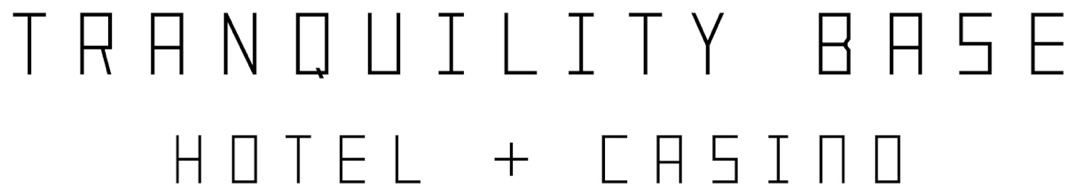 TRANQUILITY BASE
HOTEL + CASINO